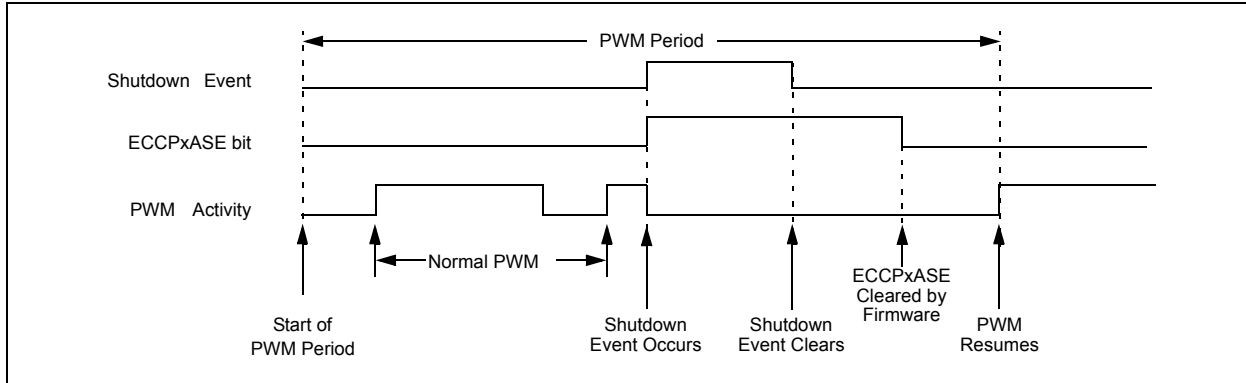 PWM Period
Shutdown Event
ECCPxASE bit
PWM Activity
Normal PWM
Start of
PWM Period
Shutdown
Event Occurs
Shutdown
Event Clears
ECCPxASE
Cleared by
Firmware
PWM
Resumes